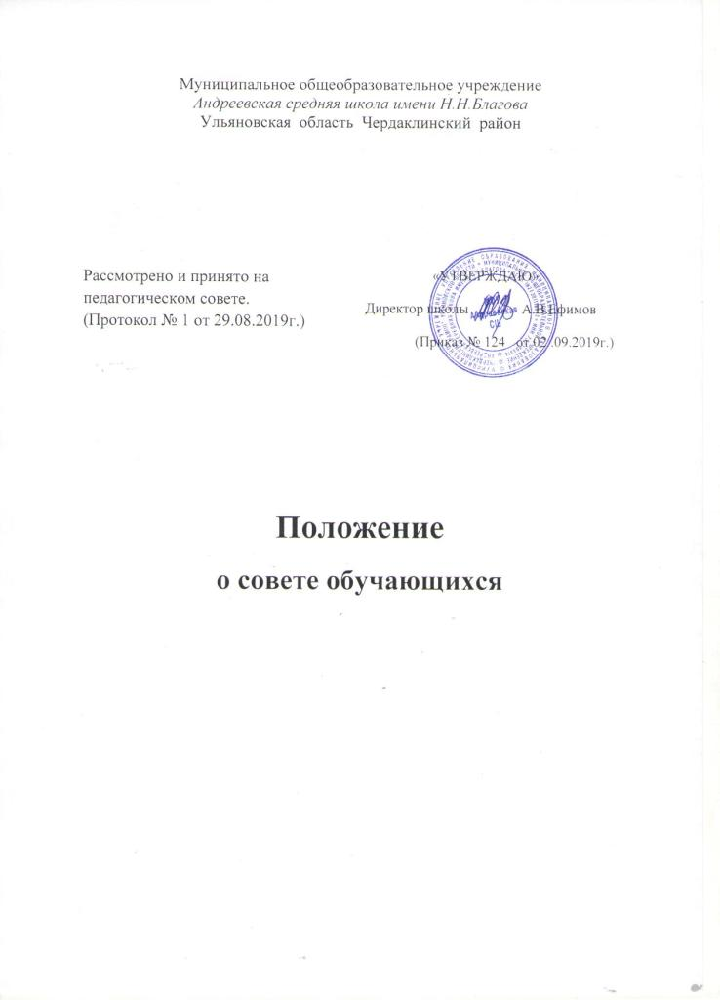 Муниципальное общеобразовательное учреждение
Андреевская средняя школа имени Н.Н.Благова
Ульяновская область Чердаклинский район
Рассмотрено и принято на
педагогическом совете.
(Протокол № 1 от 29.08.2019г.)
«УТВЕРЖДАЮ»
Директор школы А.В.Ефимов
(Приказ № 124 от 02.09.2019г.)
Положение
о совете обучающихся